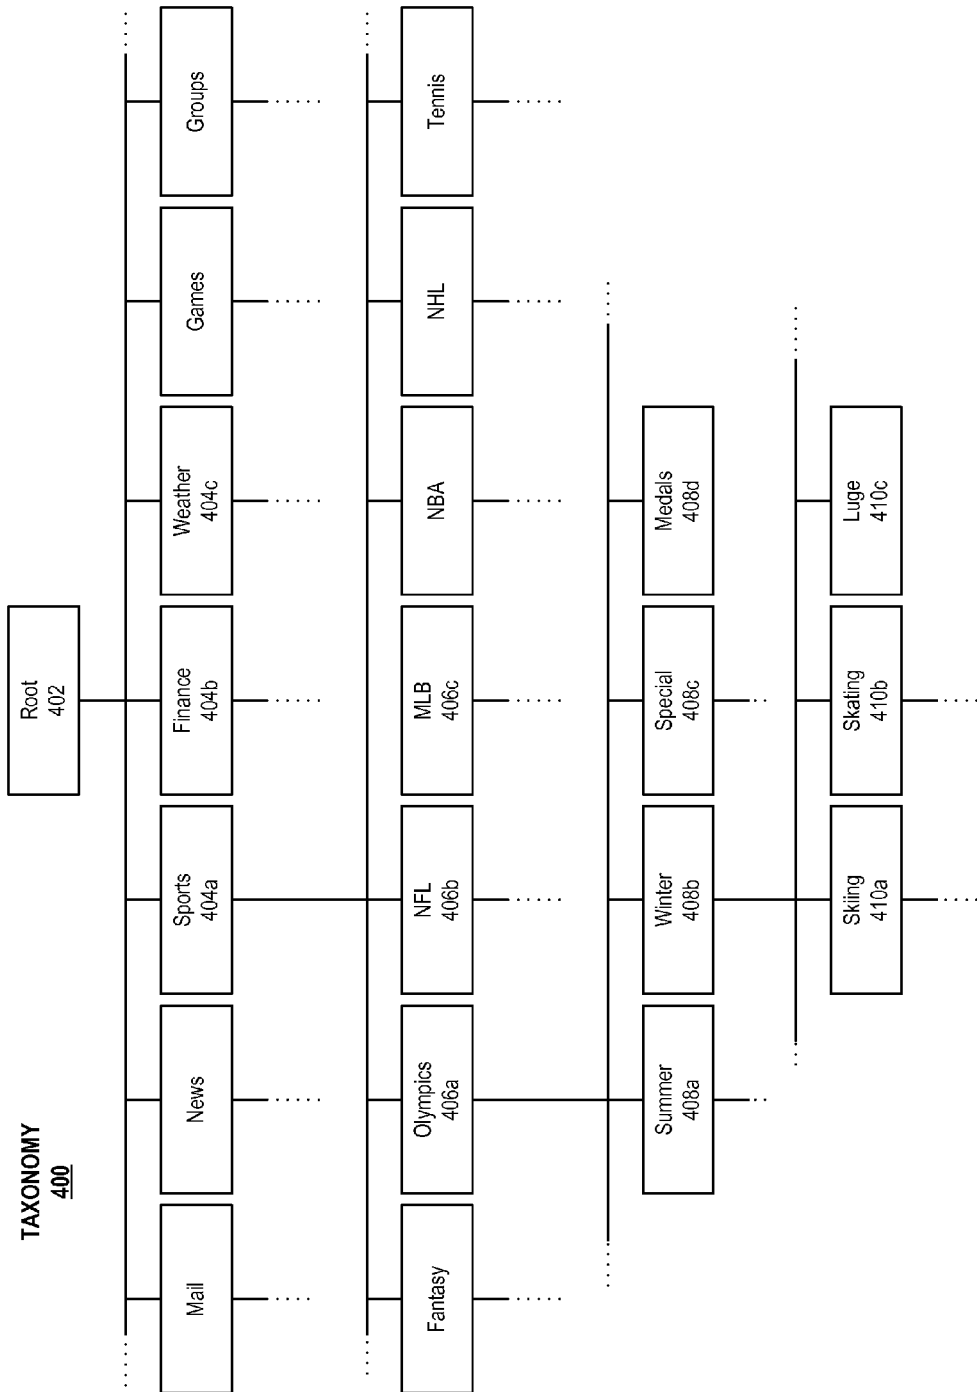 TAXONOMY
400
Root
402
Mail
News
Sports
404a
Finance
404b
Weather
404c
Games
Groups
Fantasy
Olympics
406a
NFL
406b
MLB
406c
NBA
NHL
Tennis
Summer
408a
Winter
408b
Special
408c
Medals
408d
Skiing
410a
Skating
410b
Luge
410c